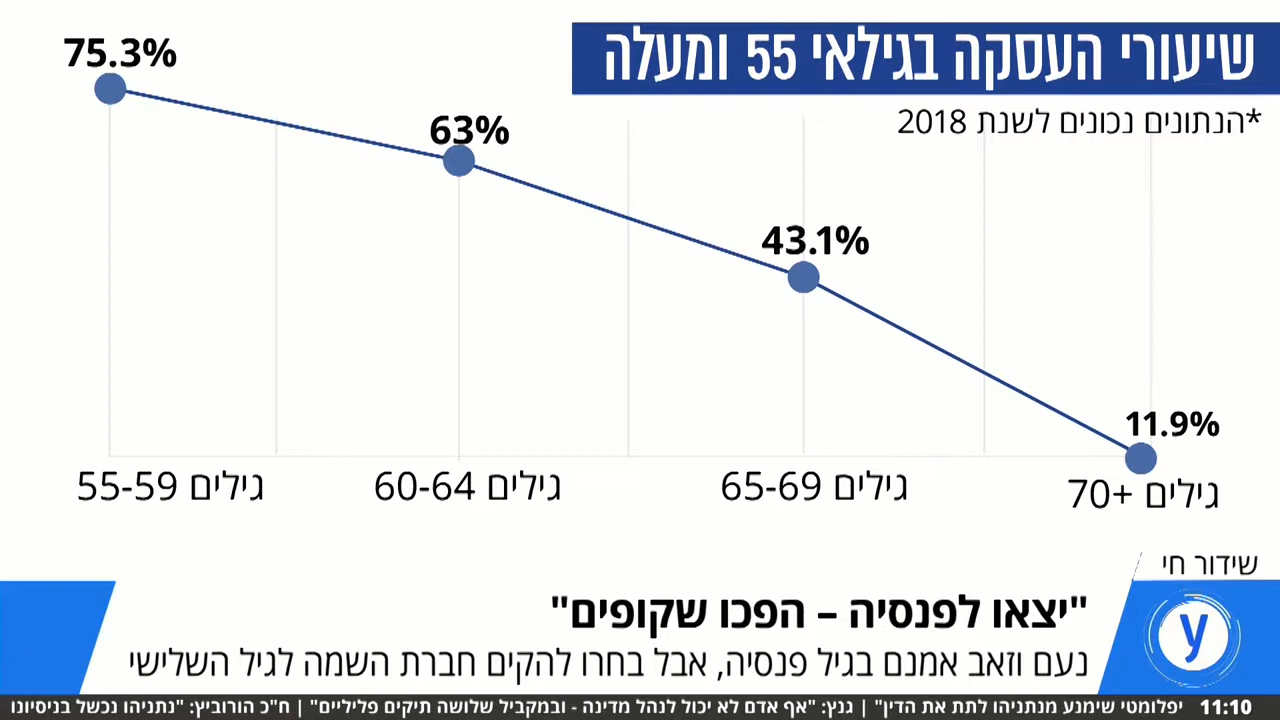 שיעורי העסקה בגילאי 55 ומעלה
*הנתונים נכונים לשנת 2018
75.3%
63%
43.1%
11.9%
גילים 55-59
גילים 60-64
גילים 65-69
גילים 70+
שידור חי
"יצאו לפנסיה – הפכו שקופים"
נעם וזאב אמנם בגיל פנסיה, אבל בחרו להקים חברת השמה לגיל השלישי
y
11:10 יפלומטי שימנע מנתניהו לתת את הדין" | גנץ: "אף אדם לא יכול לנהל מדינה - ובמקביל שלושה תיקים פליליים" | ח"כ הורוביץ: "נתניהו נכשל בניסיונו